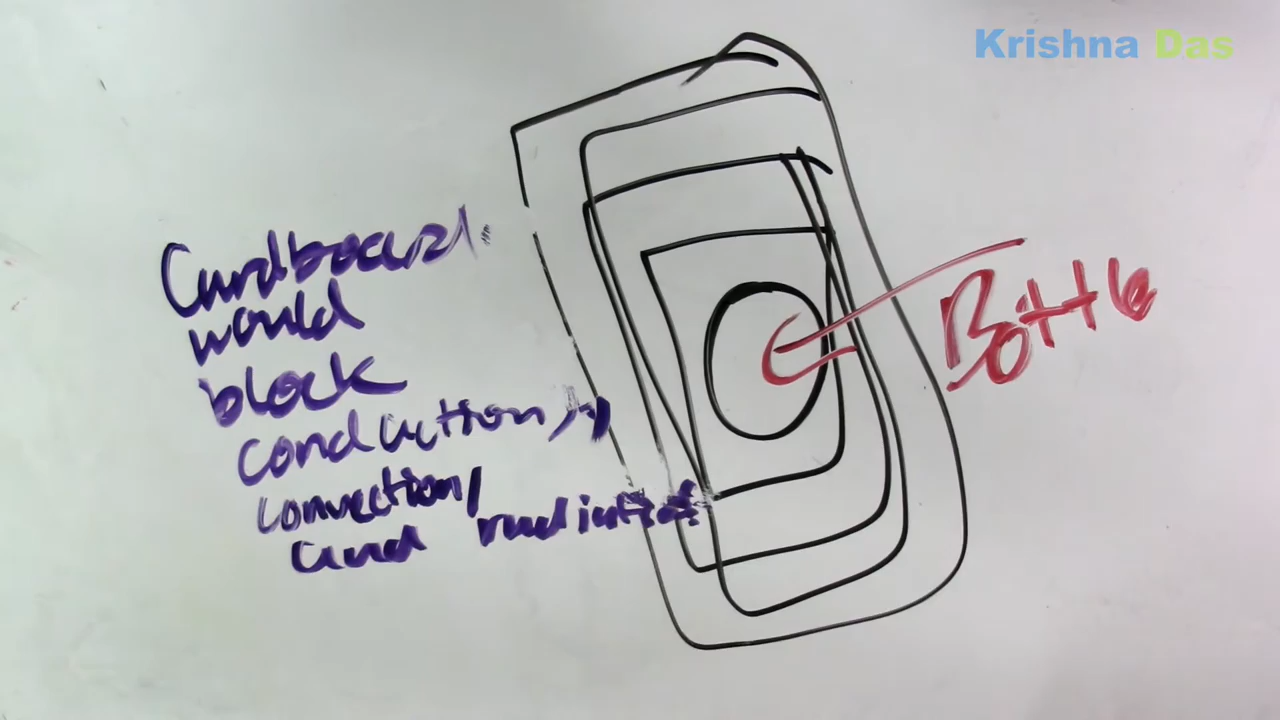 Krishna Das
Cardboard
would
block
conduction,
convection,
and radiation
Bottle